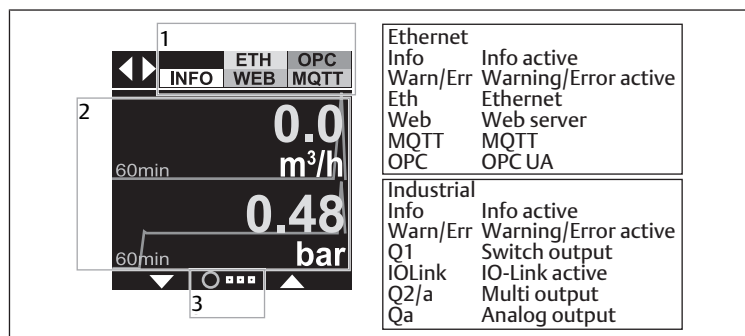 1
ETH OPC
INFO WEB MQTT
2
0.0
60min m³/h
0.48
60min bar
3
Ethernet
Info Info active
Warn/Err Warning/Error active
Eth Ethernet
Web Web server
MQTT MQTT
OPC OPC UA
Industrial
Info Info active
Warn/Err Warning/Error active
Q1 Switch output
IOLink IO-Link active
Q2/a Multi output
Qa Analog output